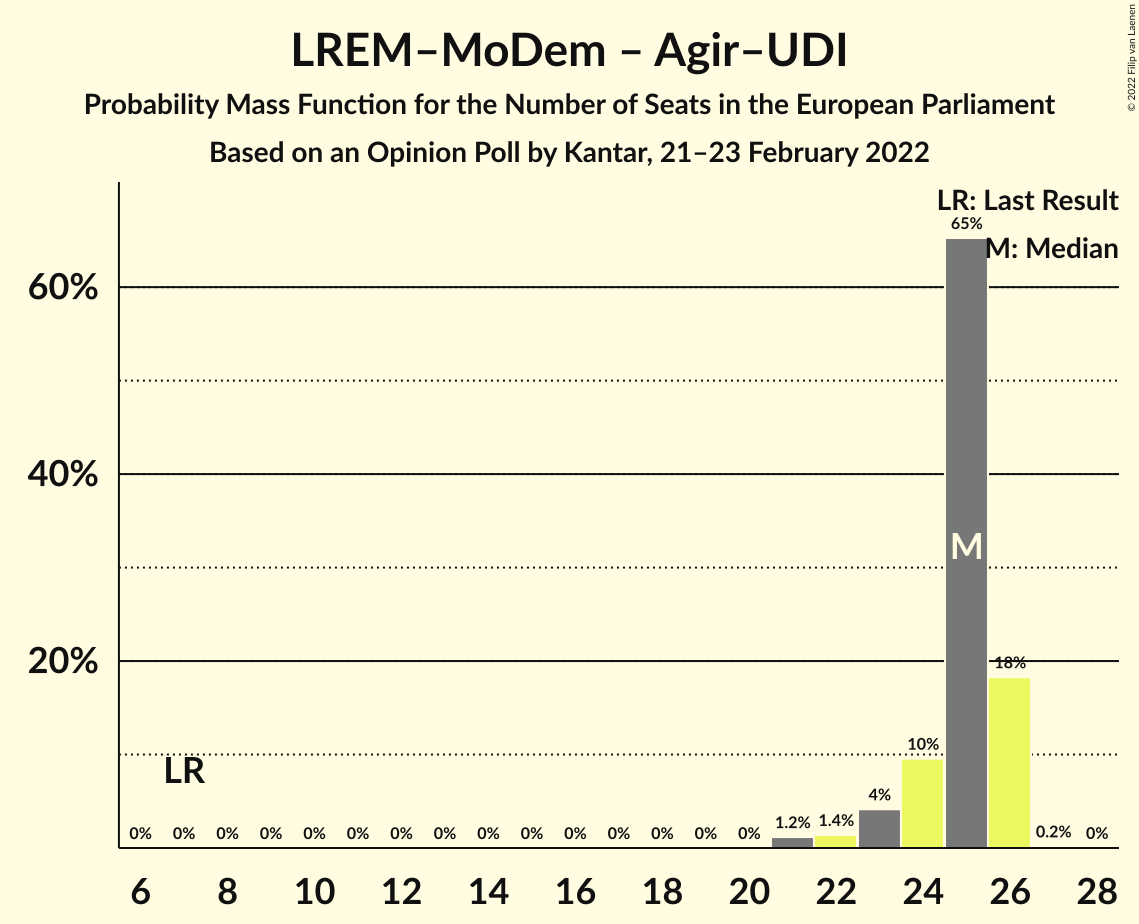 LREM–MoDem – Agir–UDI
Probability Mass Function for the Number of Seats in the European Parliament
Based on an Opinion Poll by Kantar, 21–23 February 2022
© 2022 Filip van Laenen
LR: Last Result
M: Median
65%
60%
40%
M
20%
18%
10%
LR
4%
0% 0% 0% 0% 0% 0% 0% 0% 0% 0% 0% 0% 0% 0% 0% 1.2% 1.4% 0.2% 0%
6 8 10 12 14 16 18 20 22 24 26 28